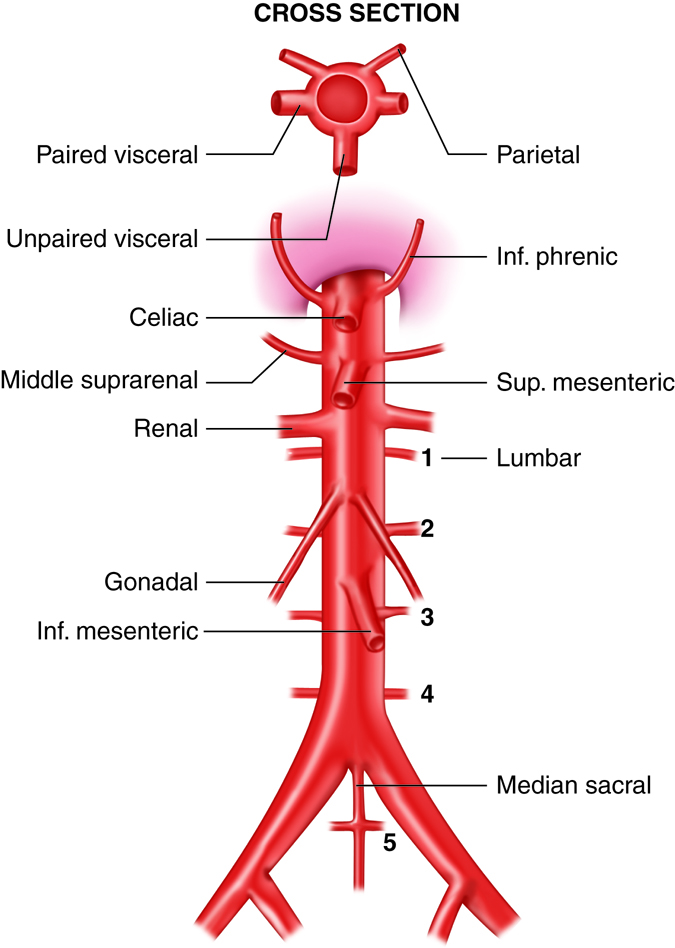 CROSS SECTION
Paired visceral
Parietal
Unpaired visceral
Inf. phrenic
Celiac
Middle suprarenal
Sup. mesenteric
Renal
1
Lumbar
2
Gonadal
3
Inf. mesenteric
4
Median sacral
5